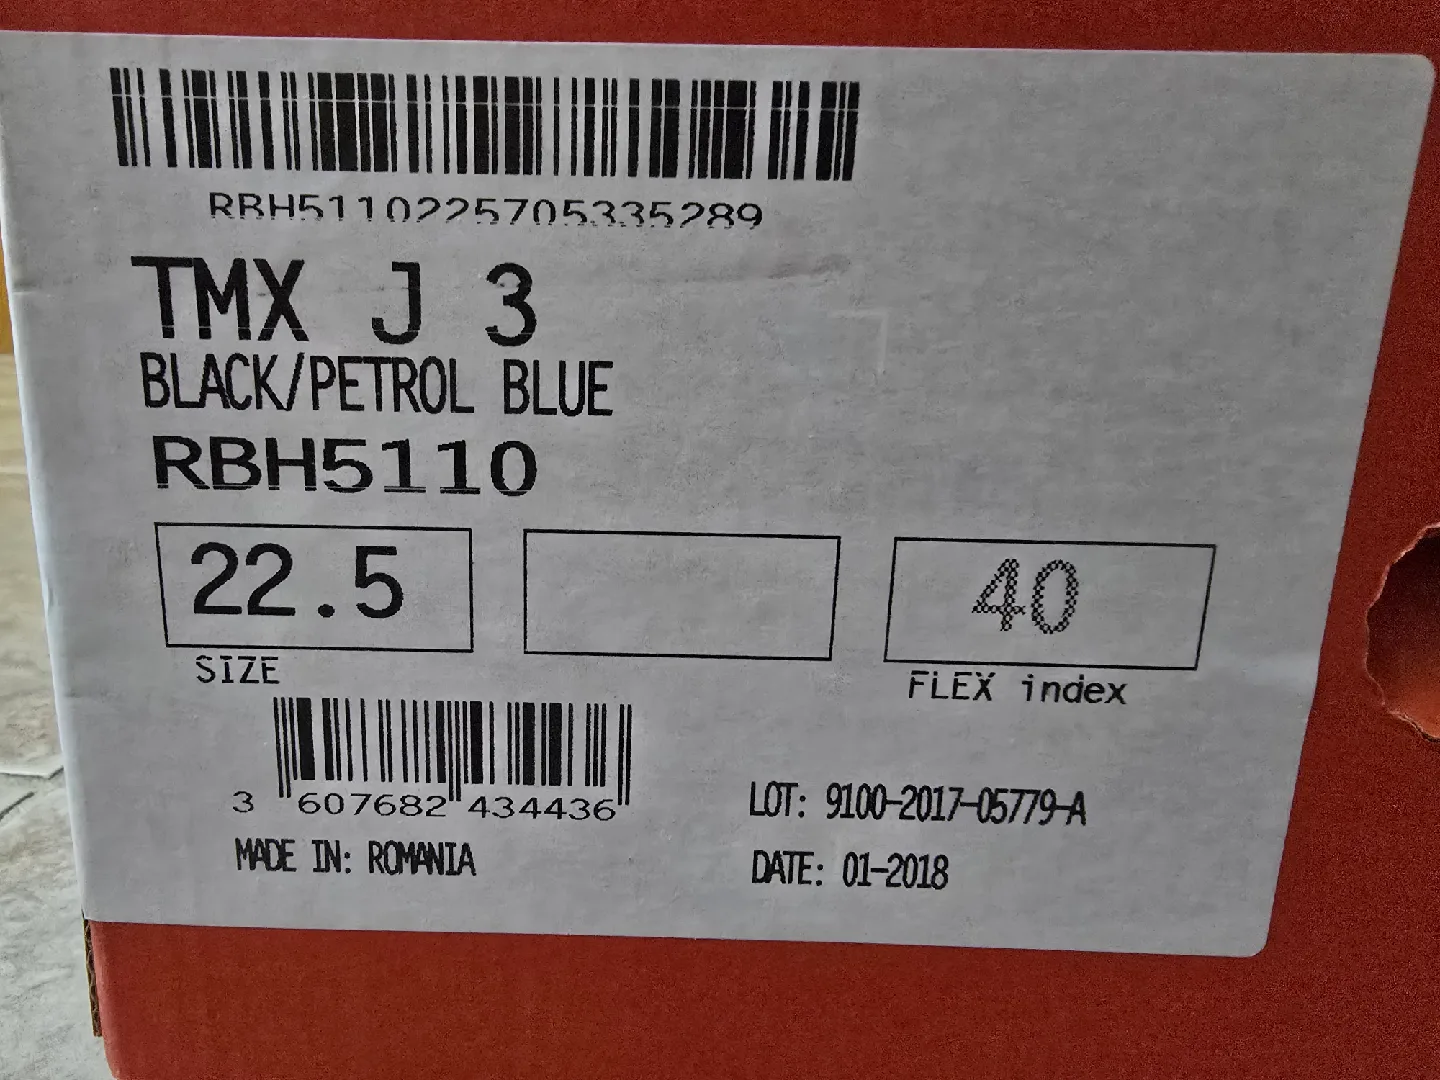 RBH5110225705335289
TMX J 3
BLACK/PETROL BLUE
RBH5110
22.5
40
SIZE
FLEX index
3 607682 434436
LOT: 9100-2017-05779-A
MADE IN: ROMANIA
DATE: 01-2018